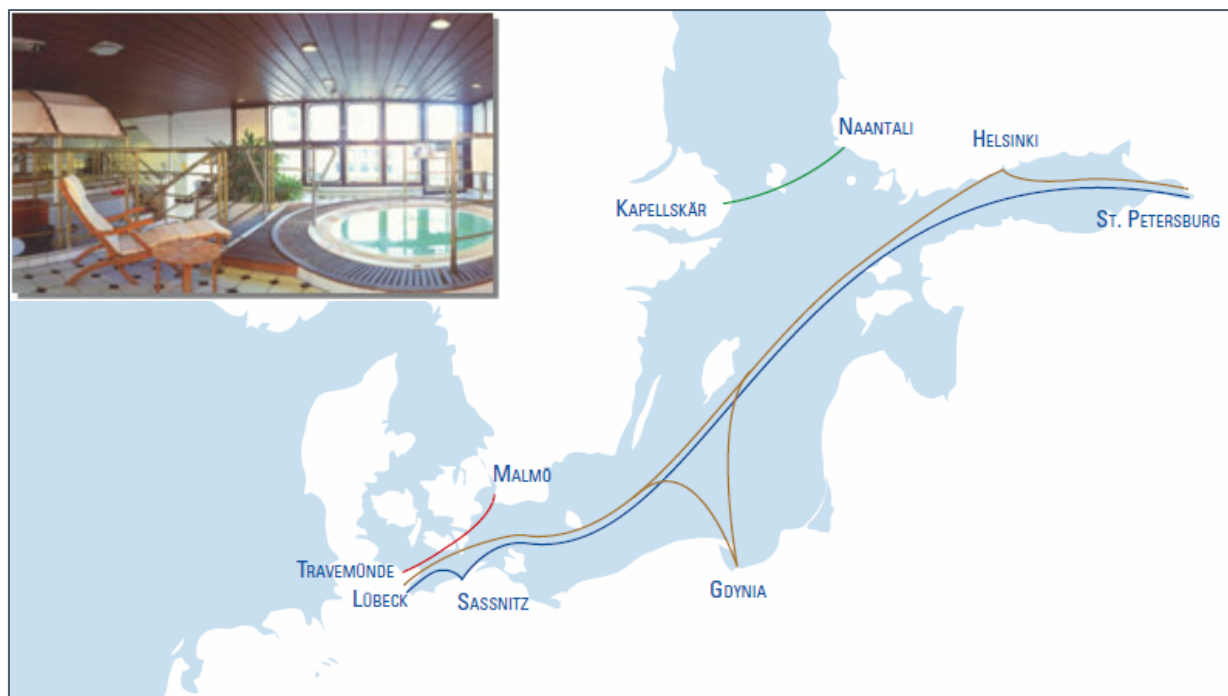 Naantali
Helsinki
Kapellskär
St. Petersburg
Malmö
Travemünde
Lübeck
Sassnitz
Gdynia